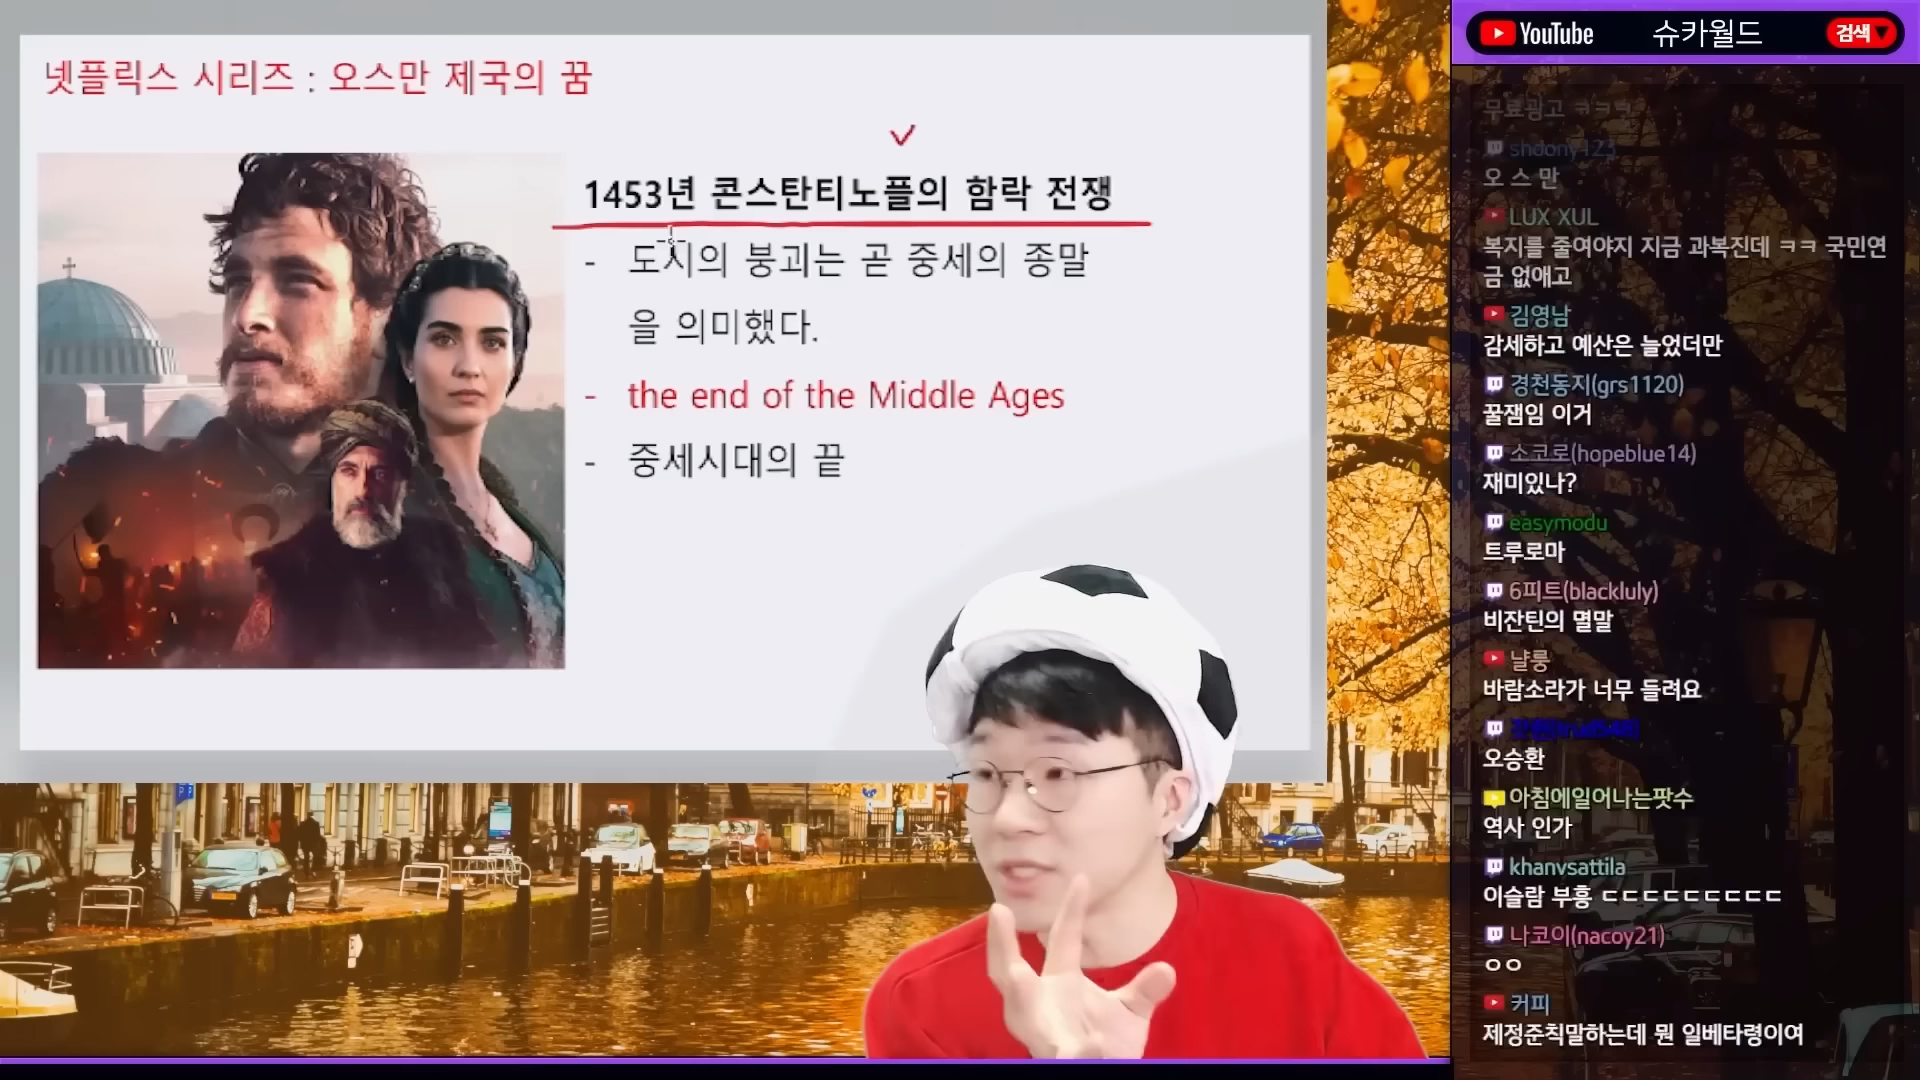 넷플릭스 시리즈 : 오스만 제국의 꿈
1453년 콘스탄티노플의 함락 전쟁
- 도시의 붕괴는 곧 중세의 종말
을 의미했다.
- the end of the Middle Ages
- 중세시대의 끝
YouTube 슈카월드 검색
무료광고 ㅋㅋㅋ
shoony123
오 스 만
LUX XUL
복지를 줄여야지 지금 과복진데 ㅋㅋ 국민연
금 없애고
김영남
감세하고 예산은 늘었더만
경천동지(grs1120)
꿀잼임 이거
소코로(hopeblue14)
재미있나?
easymodu
트루로마
6피트(blackluly)
비잔틴의 멸말
냘룽
바람소라가 너무 들려요
오승환
아침에일어나는팟수
역사 인가
khanvsattila
이슬람 부흥 ㄷㄷㄷㄷㄷㄷㄷㄷㄷ
나코이(nacoy21)
ㅇㅇ
커피
제정준칙말하는데 뭔 일베타령이여